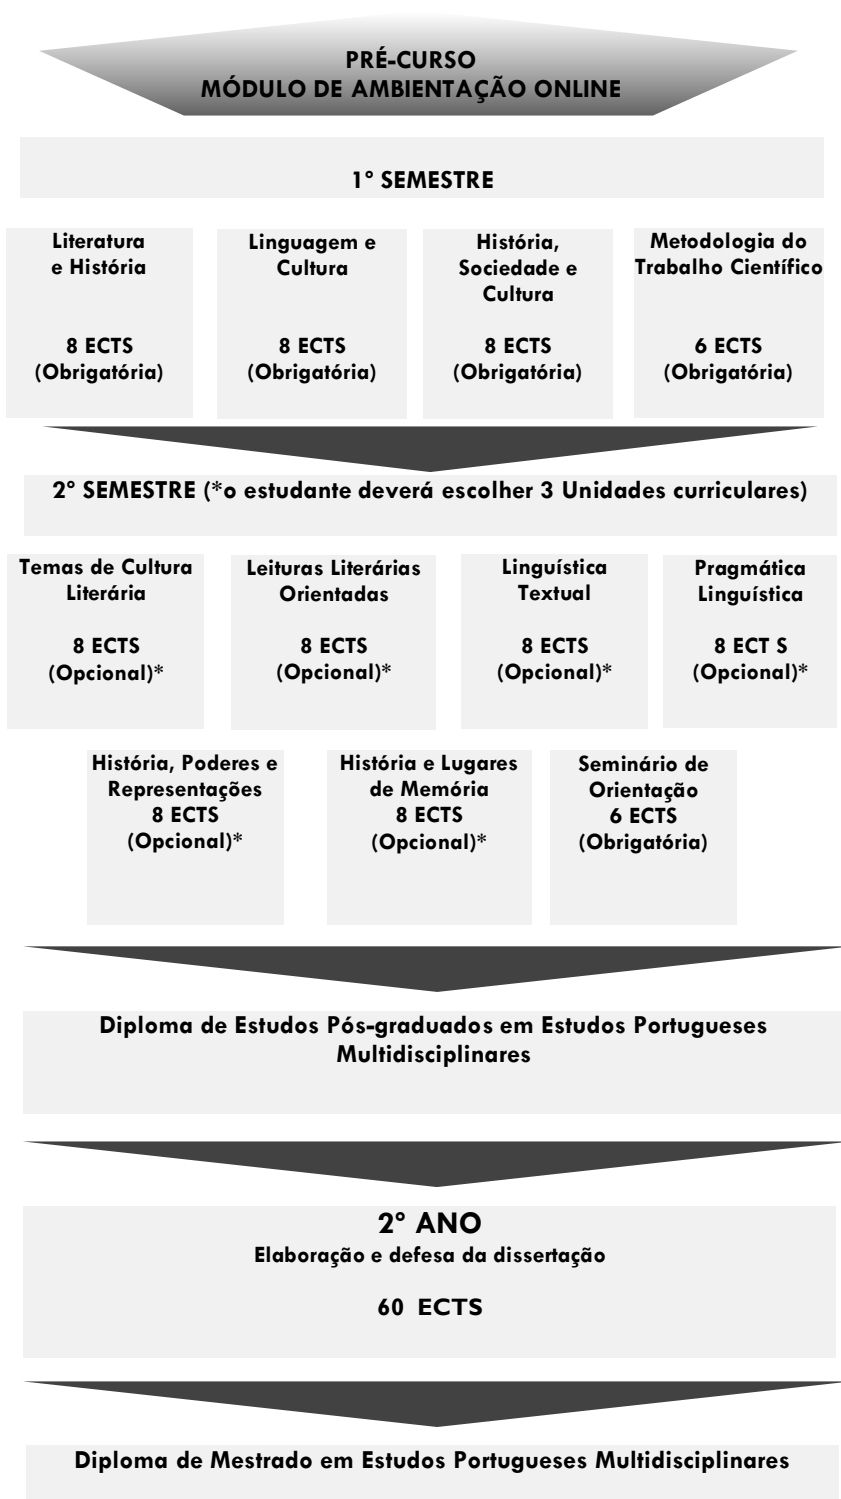 PRÉ-CURSO
MÓDULO DE AMBIENTAÇÃO ONLINE
1º SEMESTRE
Literatura
e História
8 ECTS
(Obrigatória)
Linguagem e
Cultura
8 ECTS
(Obrigatória)
História,
Sociedade e
Cultura
8 ECTS
(Obrigatória)
Metodologia do
Trabalho Científico
6 ECTS
(Obrigatória)
2º SEMESTRE (*o estudante deverá escolher 3 Unidades curriculares)
Temas de Cultura
Literária
8 ECTS
(Opcional)*
Leituras Literárias
Orientadas
8 ECTS
(Opcional)*
Linguística
Textual
8 ECTS
(Opcional)*
Pragmática
Linguística
8 ECT S
(Opcional)*
História, Poderes e
Representações
8 ECTS
(Opcional)*
História e Lugares
de Memória
8 ECTS
(Opcional)*
Seminário de
Orientação
6 ECTS
(Obrigatória)
Diploma de Estudos Pós-graduados em Estudos Portugueses
Multidisciplinares
2º ANO
Elaboração e defesa da dissertação
60 ECTS
Diploma de Mestrado em Estudos Portugueses Multidisciplinares